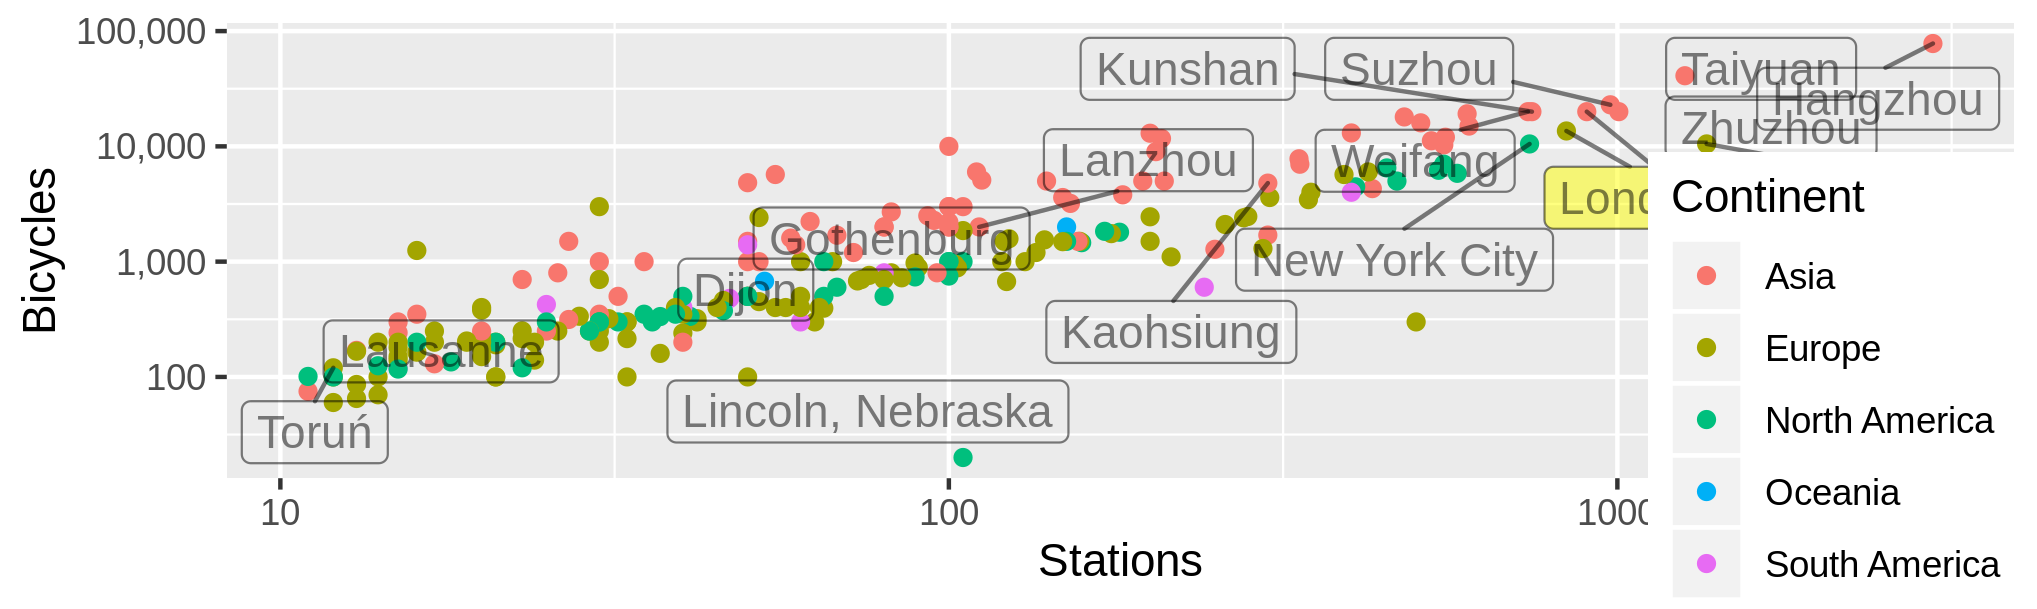 100,000
10,000
1,000
100
Bicycles
Kunshan
Suzhou
Taiyuan
Hangzhou
Zhuzhou
Lanzhou
Weifang
Gothenburg
New York City
Dijon
Kaohsiung
Lausanne
Lincoln, Nebraska
Toruń
10
100
Stations
Continent
Asia
Europe
North America
Oceania
South America